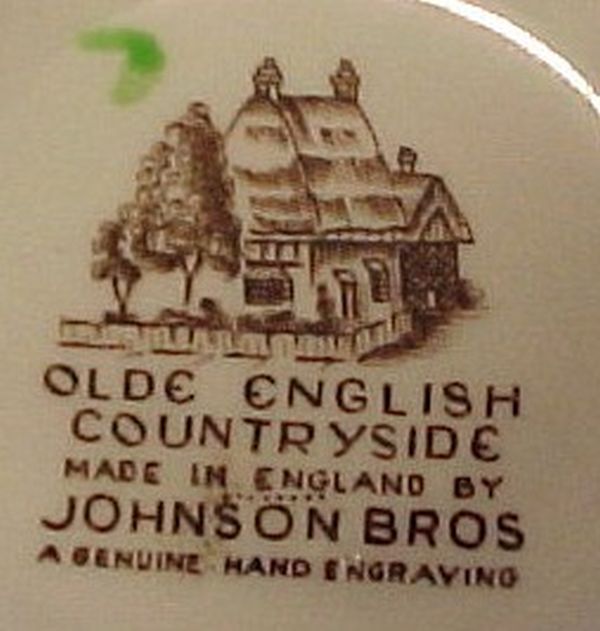 OLDE ENGLISH
COUNTRYSIDE
MADE IN ENGLAND BY
JOHNSON BROS
A GENUINE HAND ENGRAVING